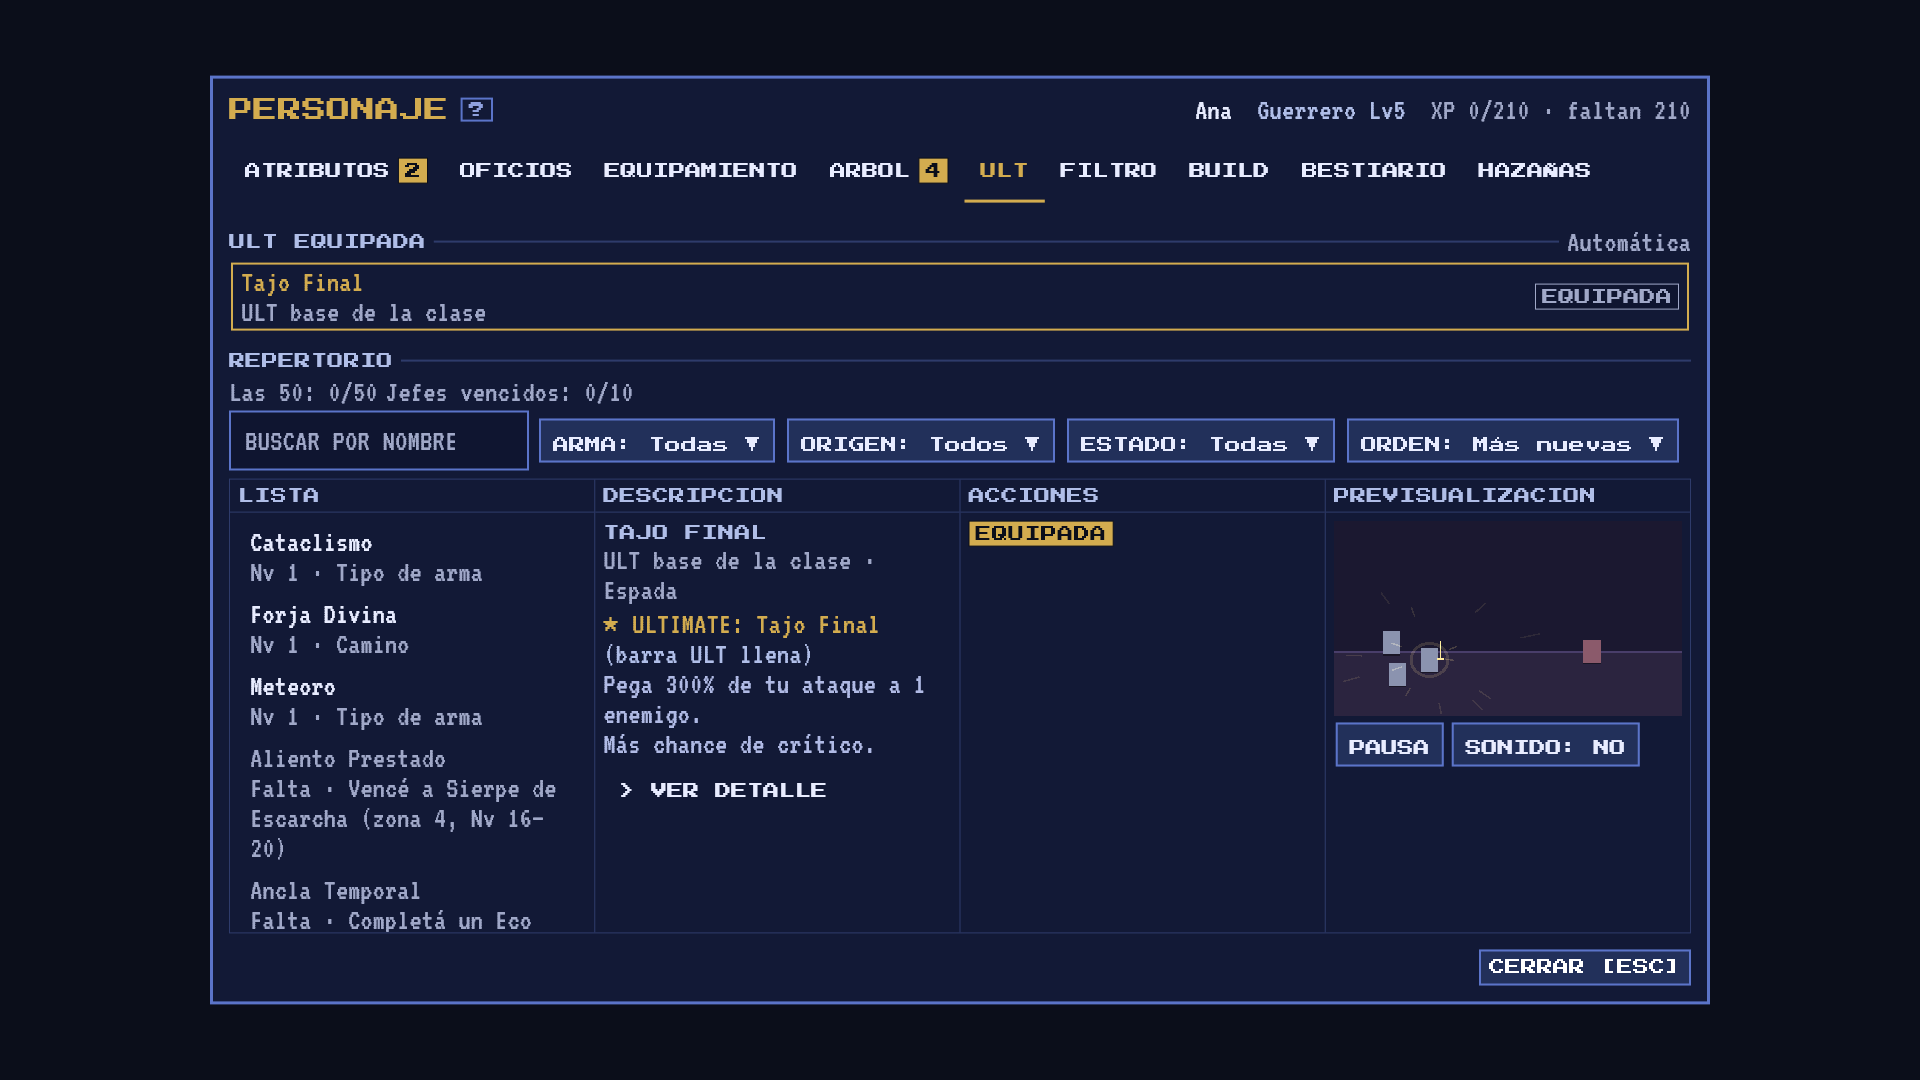 PERSONAJE ?
Ana Guerrero Lv5 XP 0/210 · faltan 210
ATRIBUTOS 2 OFICIOS EQUIPAMIENTO ARBOL 4 ULT FILTRO BUILD BESTIARIO HAZAÑAS
ULT EQUIPADA
Automática
Tajo Final
ULT base de la clase
EQUIPADA
REPERTORIO
Las 50: 0/50 Jefes vencidos: 0/10
BUSCAR POR NOMBRE
ARMA: Todas ▼
ORIGEN: Todos ▼
ESTADO: Todas ▼
ORDEN: Más nuevas ▼
LISTA
Cataclismo
Nv 1 · Tipo de arma
Forja Divina
Nv 1 · Camino
Meteoro
Nv 1 · Tipo de arma
Aliento Prestado
Falta · Vencé a Sierpe de
Escarcha (zona 4, Nv 16-
20)
Ancla Temporal
Falta · Completá un Eco
DESCRIPCION
TAJO FINAL
ULT base de la clase ·
Espada
★ ULTIMATE: Tajo Final
(barra ULT llena)
Pega 300% de tu ataque a 1
enemigo.
Más chance de crítico.
> VER DETALLE
ACCIONES
EQUIPADA
PREVISUALIZACION
PAUSA
SONIDO: NO
CERRAR [ESC]